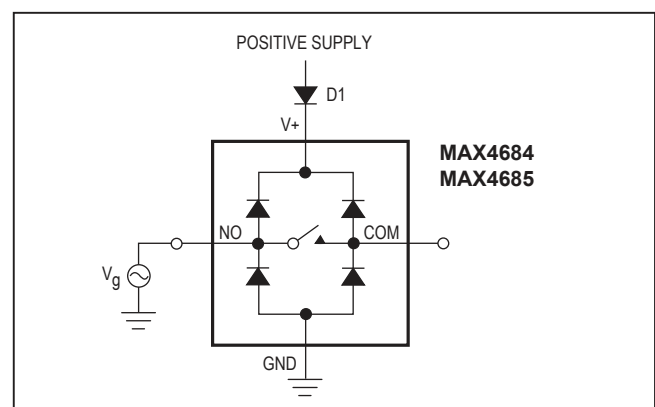 POSITIVE SUPPLY
D1
V+
MAX4684
MAX4685
NO
COM
Vg
GND